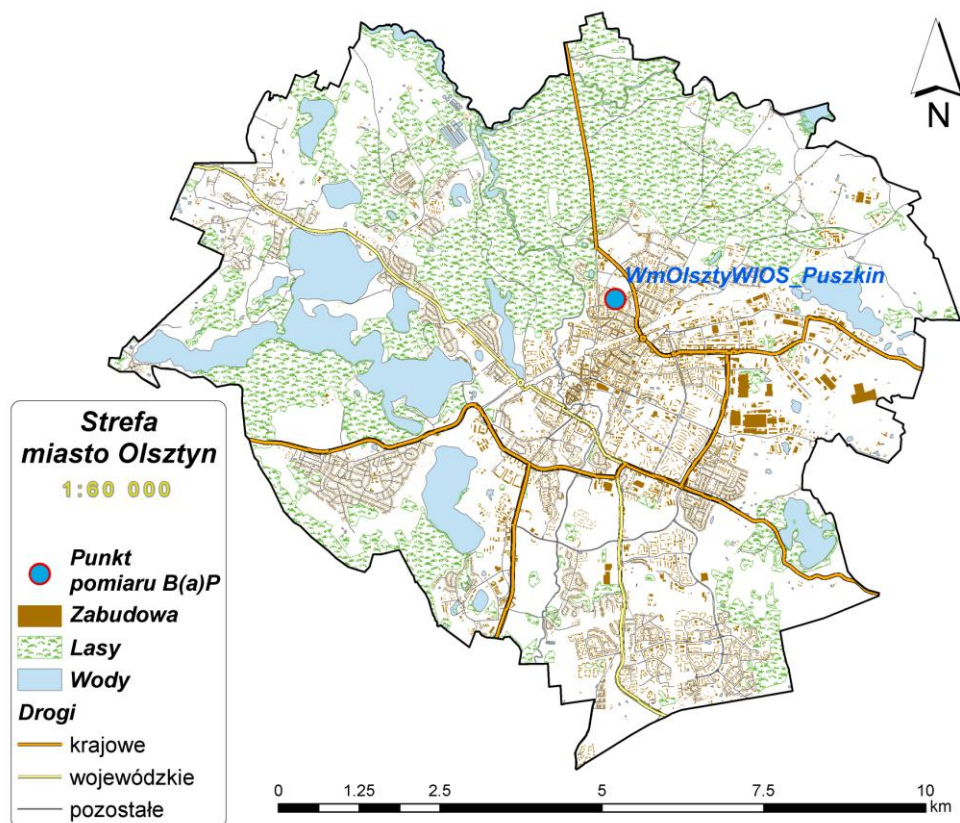 N
WmOlsztyWIOS_Puszkin
Strefa
miasto Olsztyn
1:60 000
Punkt
pomiaru B(a)P
Zabudowa
Lasy
Wody
Drogi
krajowe
wojewódzkie
pozostałe
0 1.25 2.5 5 7.5 10
km